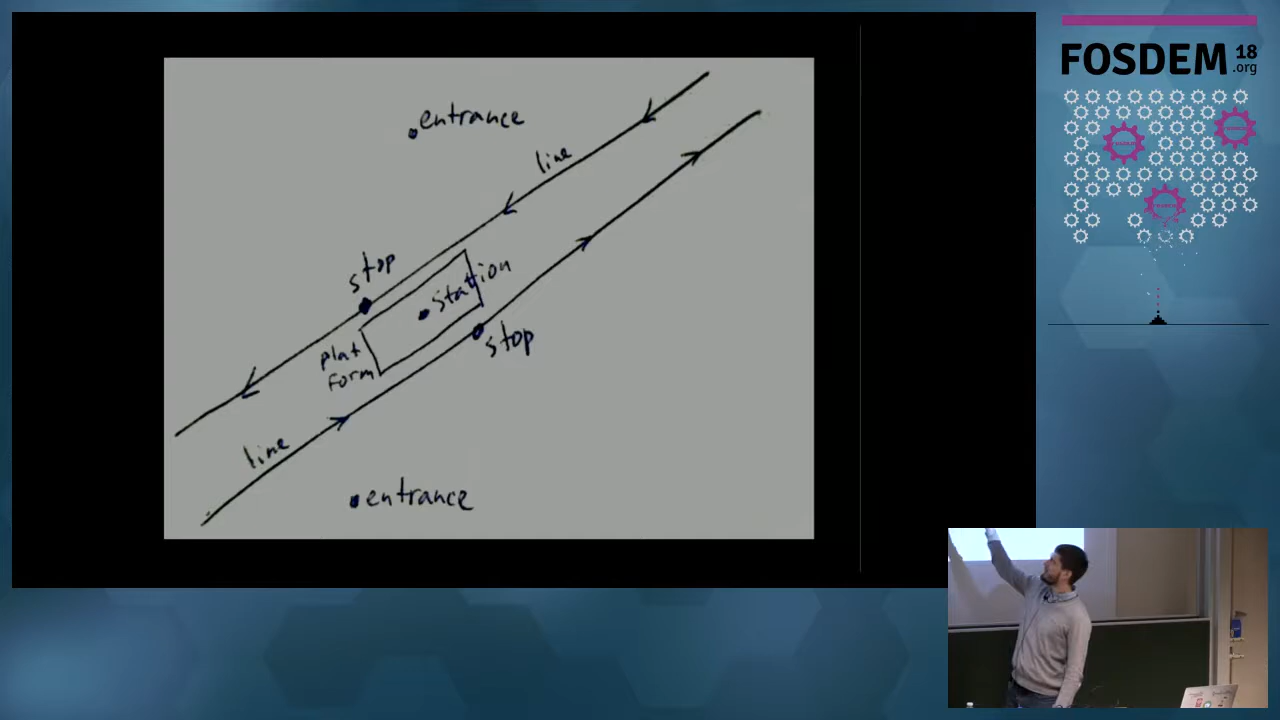 entrance
line
stop
station
plat
form
stop
line
entrance
FOSDEM 18
.org